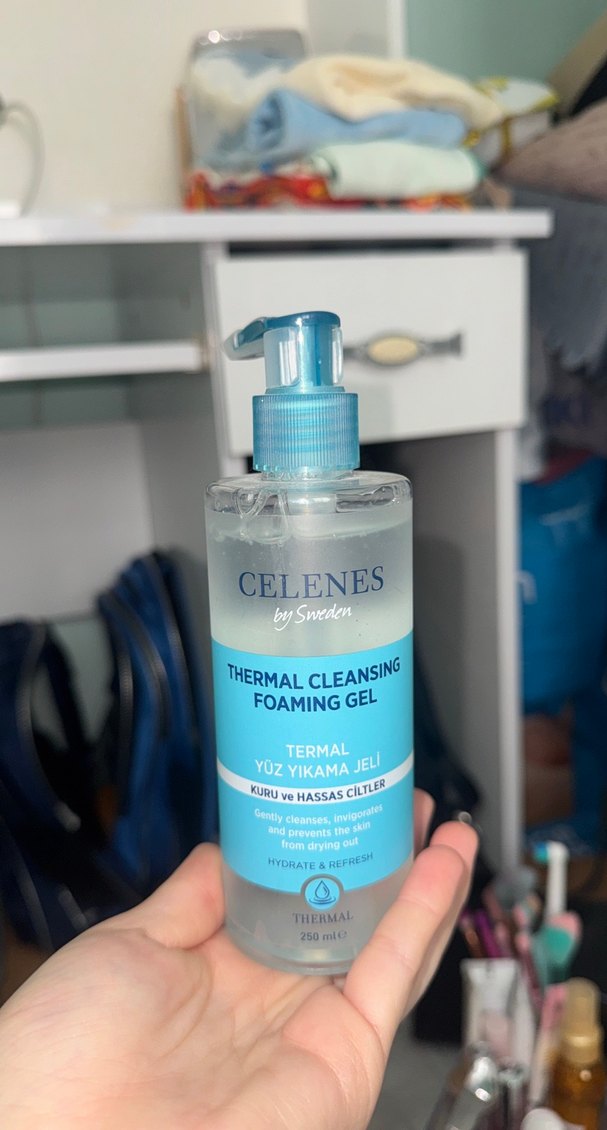 CELENES
by Sweden
THERMAL CLEANSING
FOAMING GEL
TERMAL
YÜZ YIKAMA JELİ
KURU ve HASSAS CİLTLER
Gently cleanses, invigorates
and prevents the skin
from drying out
HYDRATE & REFRESH
THERMAL
250 ml ℮